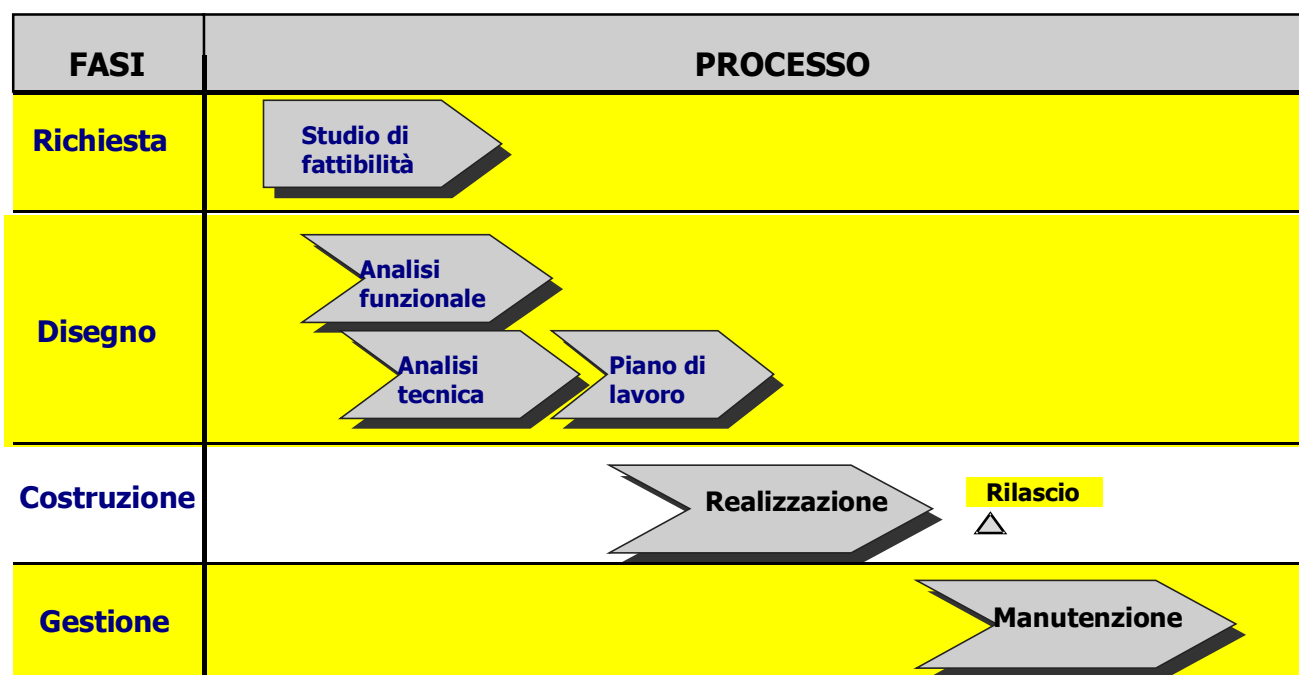 FASI
PROCESSO
Richiesta
Studio di
fattibilità
Disegno
Analisi
funzionale
Analisi
tecnica
Piano di
lavoro
Costruzione
Realizzazione
Rilascio
Gestione
Manutenzione